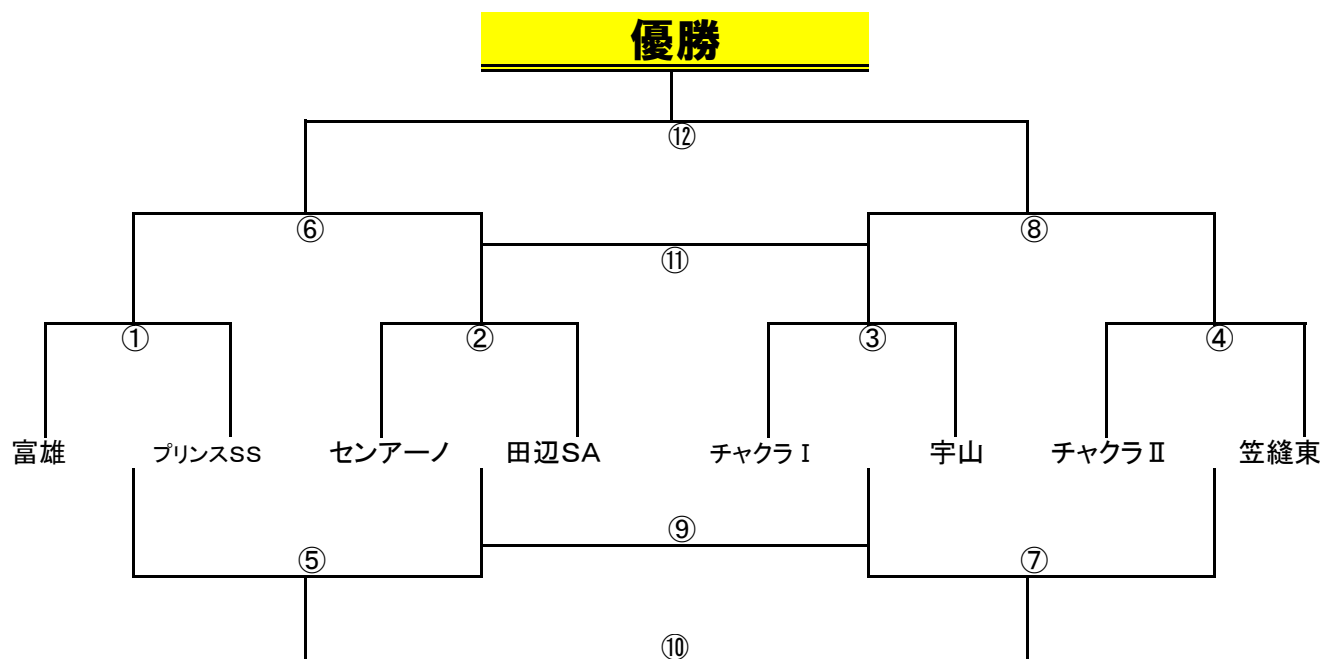 優勝
⑫
⑥ ⑧
⑪
① ② ③ ④
富雄 プリンスSS センアーノ 田辺SA チャクラⅠ 宇山 チャクラⅡ 笠縫東
⑨
⑤ ⑦
⑩